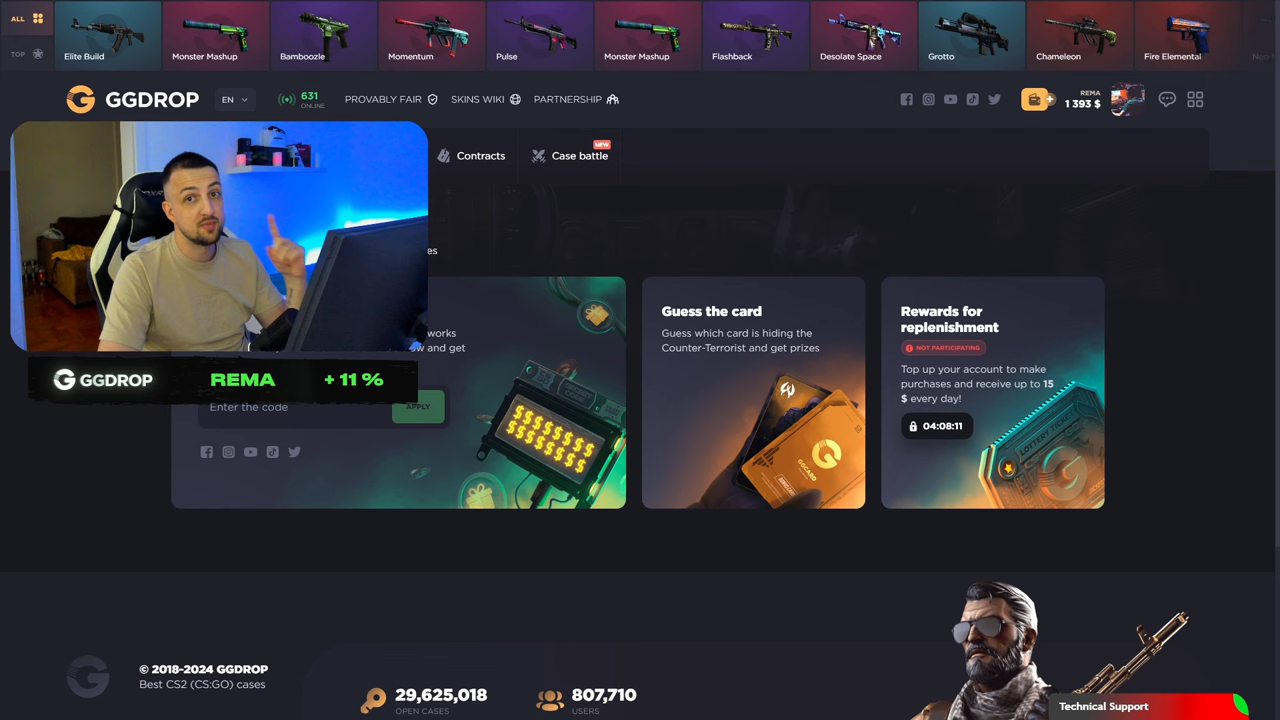 ALL
TOP
Elite Build
Monster Mashup
Bamboozle
Momentum
Pulse
Monster Mashup
Flashback
Desolate Space
Grotto
Chameleon
Fire Elemental
GGDROP
EN
631
ONLINE
PROVABLY FAIR
SKINS WIKI
PARTNERSHIP
REMA
1 393 $
Contracts
Case battle
NEW
es
works
w and get
Guess the card
Guess which card is hiding the
Counter-Terrorist and get prizes
Rewards for
replenishment
NOT PARTICIPATING
Top up your account to make
purchases and receive up to 15
$ every day!
04:08:11
GGDROP
REMA
+ 11 %
Enter the code
APPLY
$$$$$$$$
$$$$$$$$
GGCARD
LOTTERY TICKET
© 2018-2024 GGDROP
Best CS2 (CS:GO) cases
29,625,018
OPEN CASES
807,710
USERS
Technical Support